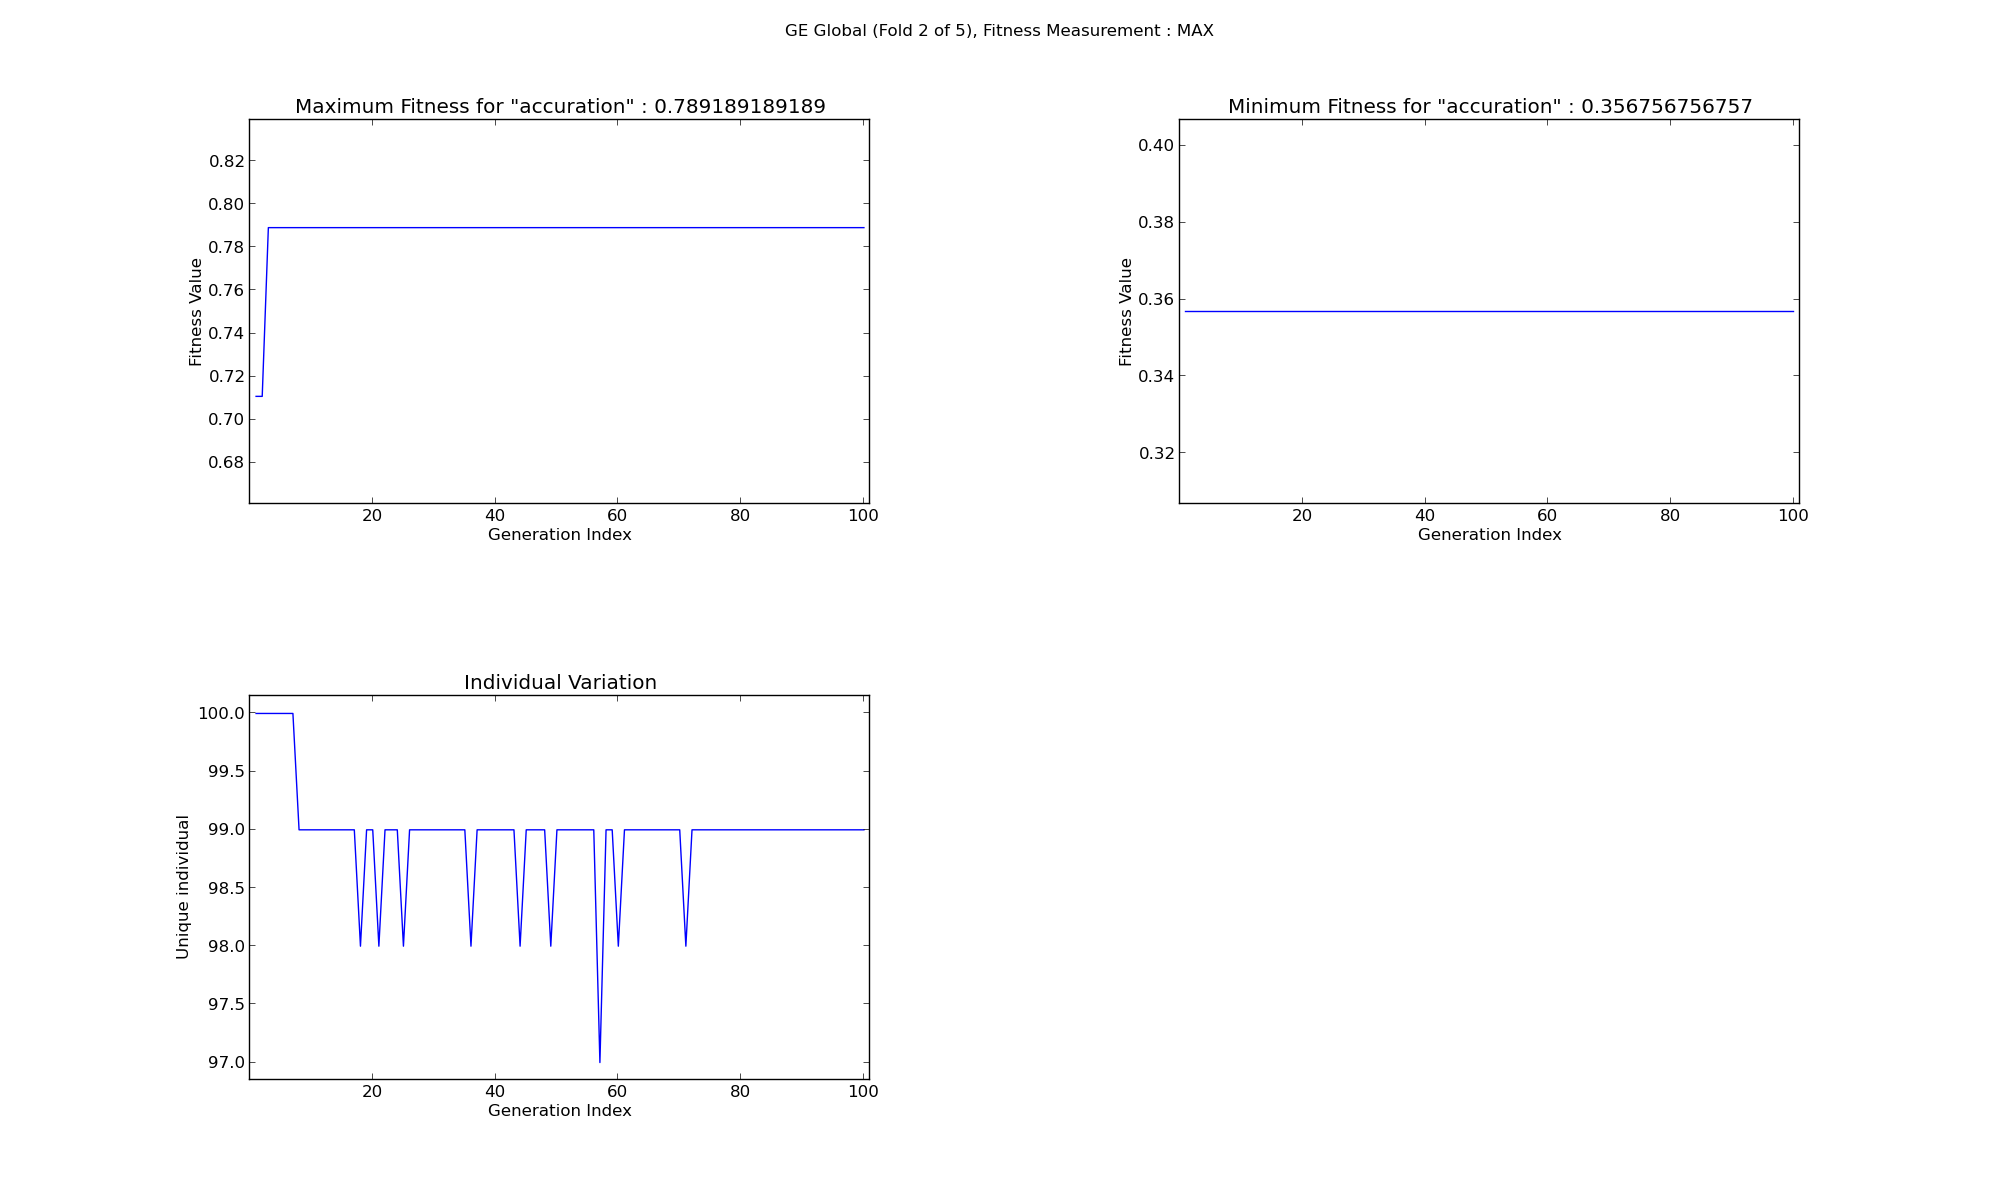 GE Global (Fold 2 of 5), Fitness Measurement : MAX
Maximum Fitness for "accuration" : 0.789189189189
0.82
0.80
0.78
0.76
0.74
0.72
0.70
0.68
Fitness Value
20 40 60 80 100
Generation Index
Minimum Fitness for "accuration" : 0.356756756757
0.40
0.38
0.36
0.34
0.32
Fitness Value
20 40 60 80 100
Generation Index
Individual Variation
100.0
99.5
99.0
98.5
98.0
97.5
97.0
Unique individual
20 40 60 80 100
Generation Index